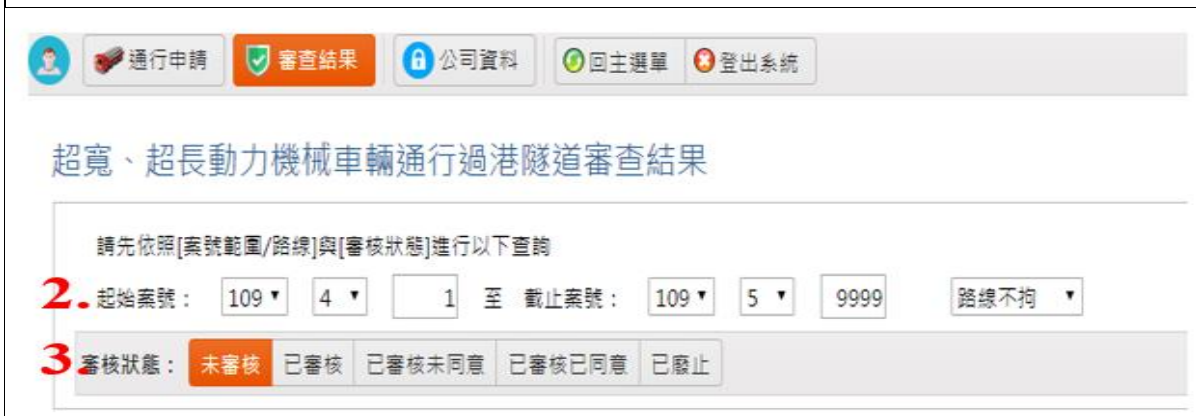 通行申請 審查結果 公司資料 回主選單 登出系統
超寬、超長動力機械車輛通行過港隧道審查結果
請先依照[案號範圍/路線]與[審核狀態]進行以下查詢
2. 起始案號： 109 4 1 至 截止案號： 109 5 9999 路線不拘
3. 審核狀態： 未審核 已審核 已審核未同意 已審核已同意 已廢止